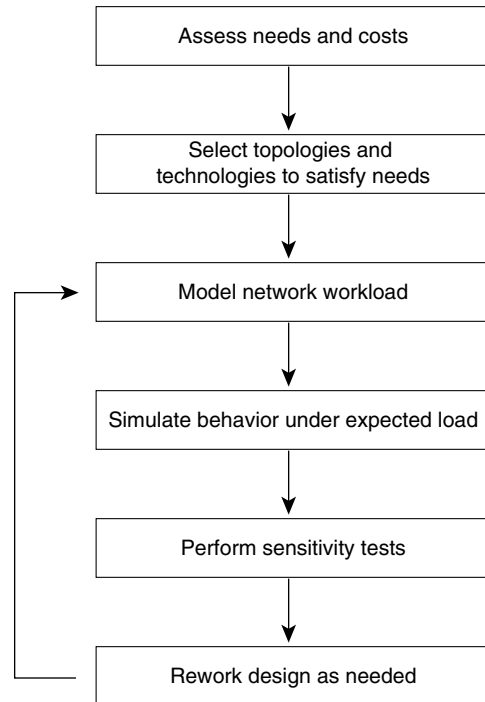 Assess needs and costs
Select topologies and
technologies to satisfy needs
Model network workload
Simulate behavior under expected load
Perform sensitivity tests
Rework design as needed